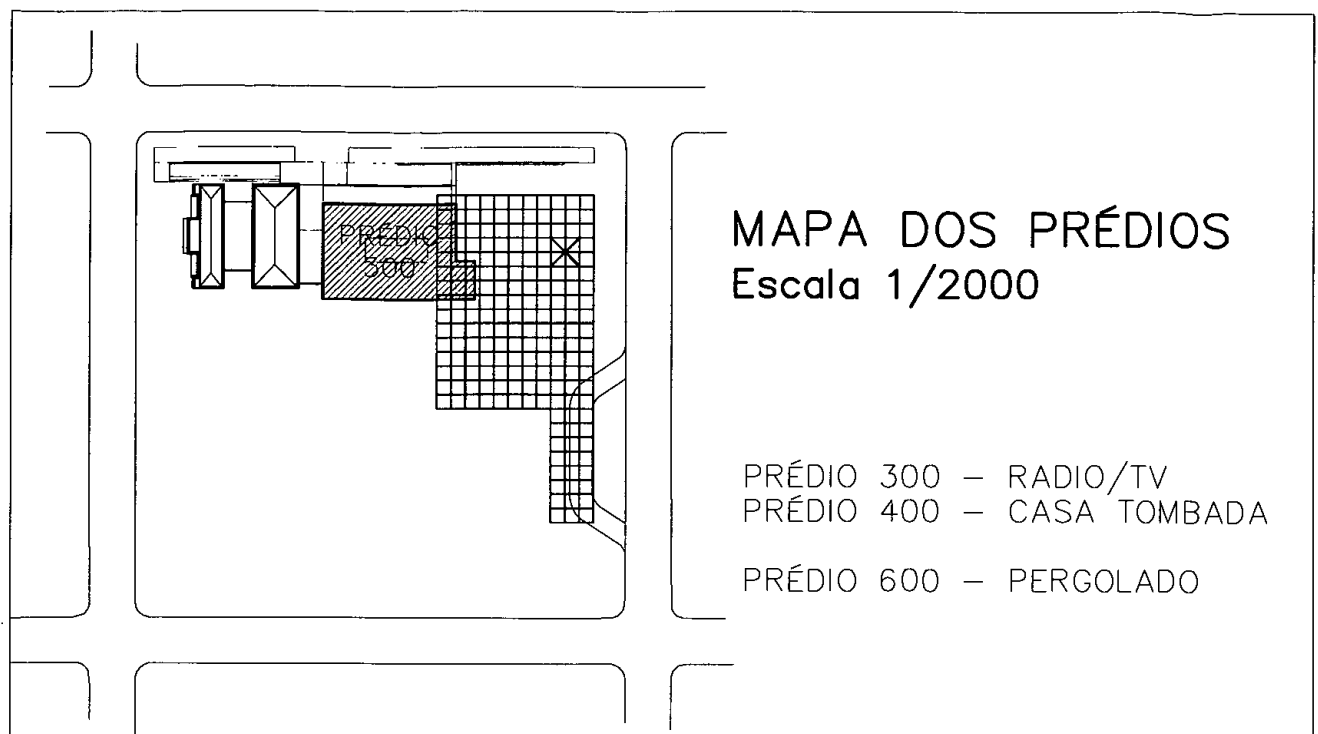 PRÉDIO
300
MAPA DOS PRÉDIOS
Escala 1/2000
PRÉDIO 300 – RADIO/TV
PRÉDIO 400 – CASA TOMBADA
PRÉDIO 600 – PERGOLADO